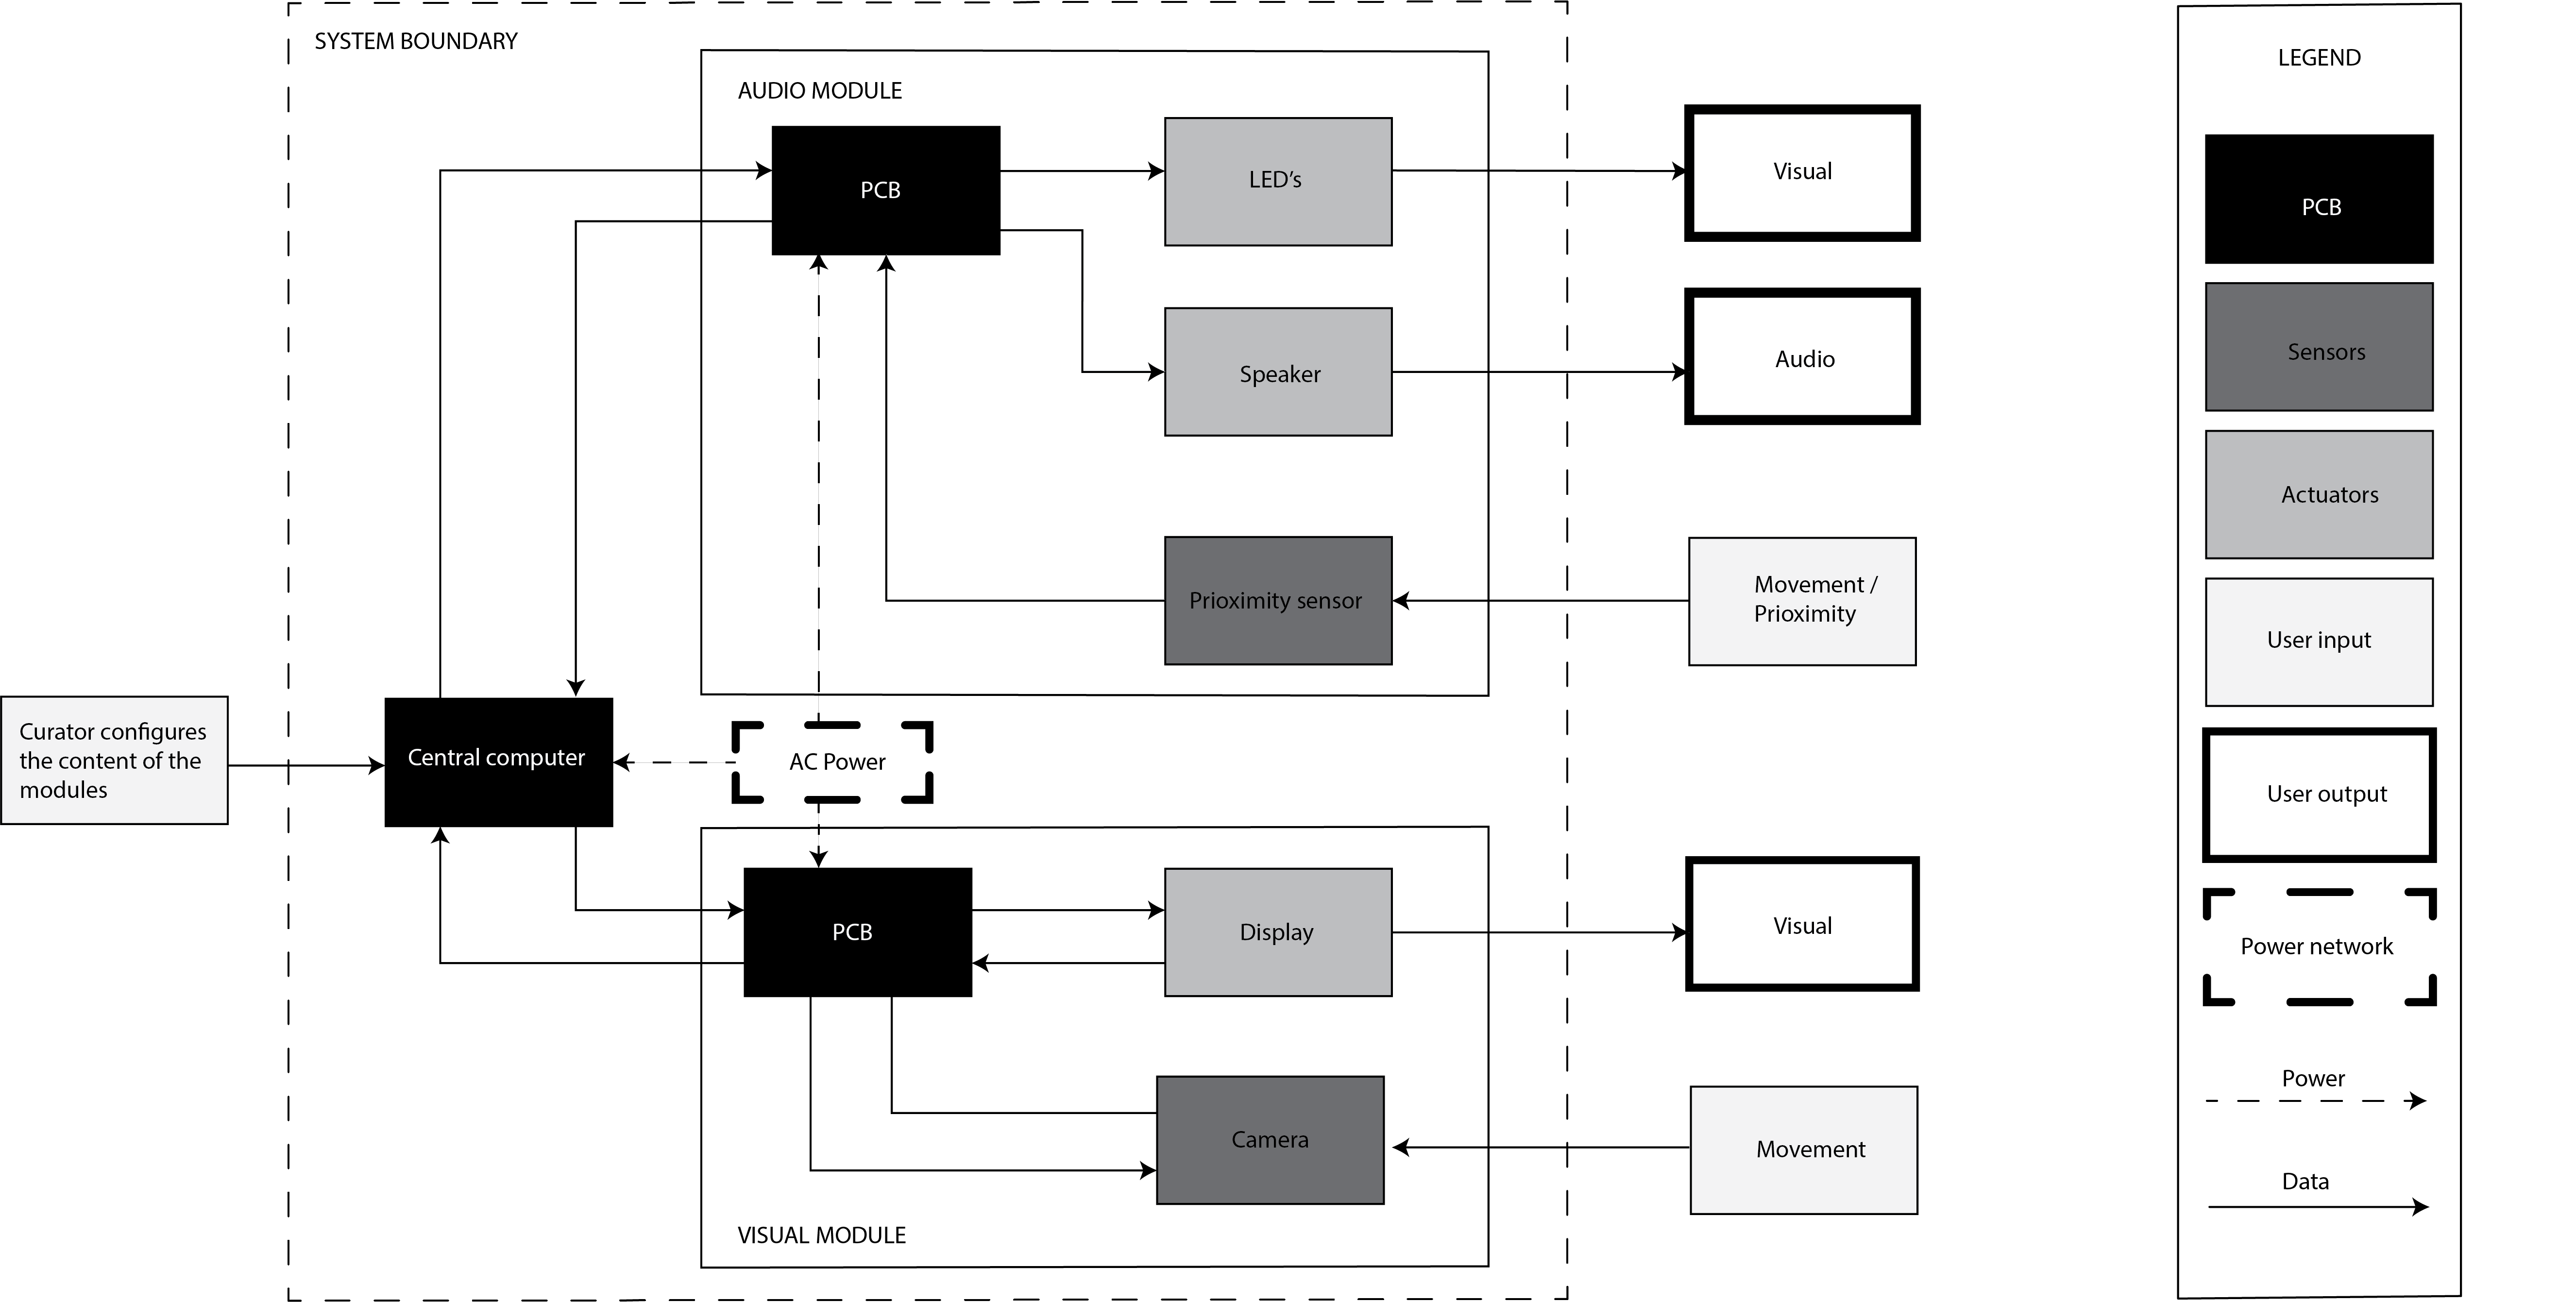 SYSTEM BOUNDARY
AUDIO MODULE
PCB
LED's
Speaker
Prioximity sensor
Visual
Audio
Movement /
Prioximity
Curator configures
the content of the
modules
Central computer
AC Power
PCB
Display
Camera
VISUAL MODULE
Visual
Movement
LEGEND
PCB
Sensors
Actuators
User input
User output
Power network
Power
Data